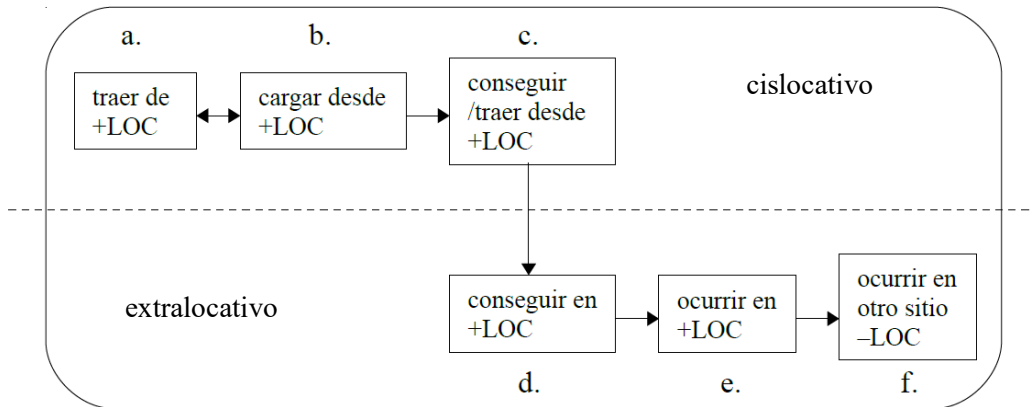 a.
b.
c.
traer de
+LOC
cargar desde
+LOC
conseguir
/traer desde
+LOC
cislocativo
extralocativo
conseguir en
+LOC
ocurrir en
+LOC
ocurrir en
otro sitio
–LOC
d.
e.
f.